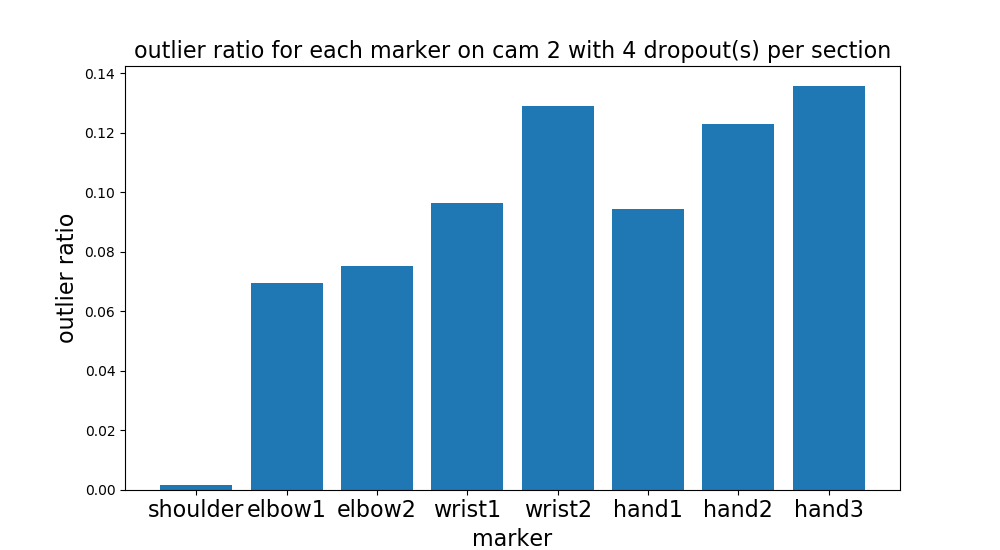 outlier ratio for each marker on cam 2 with 4 dropout(s) per section
outlier ratio
0.14
0.12
0.10
0.08
0.06
0.04
0.02
0.00
shoulder elbow1 elbow2 wrist1 wrist2 hand1 hand2 hand3
marker